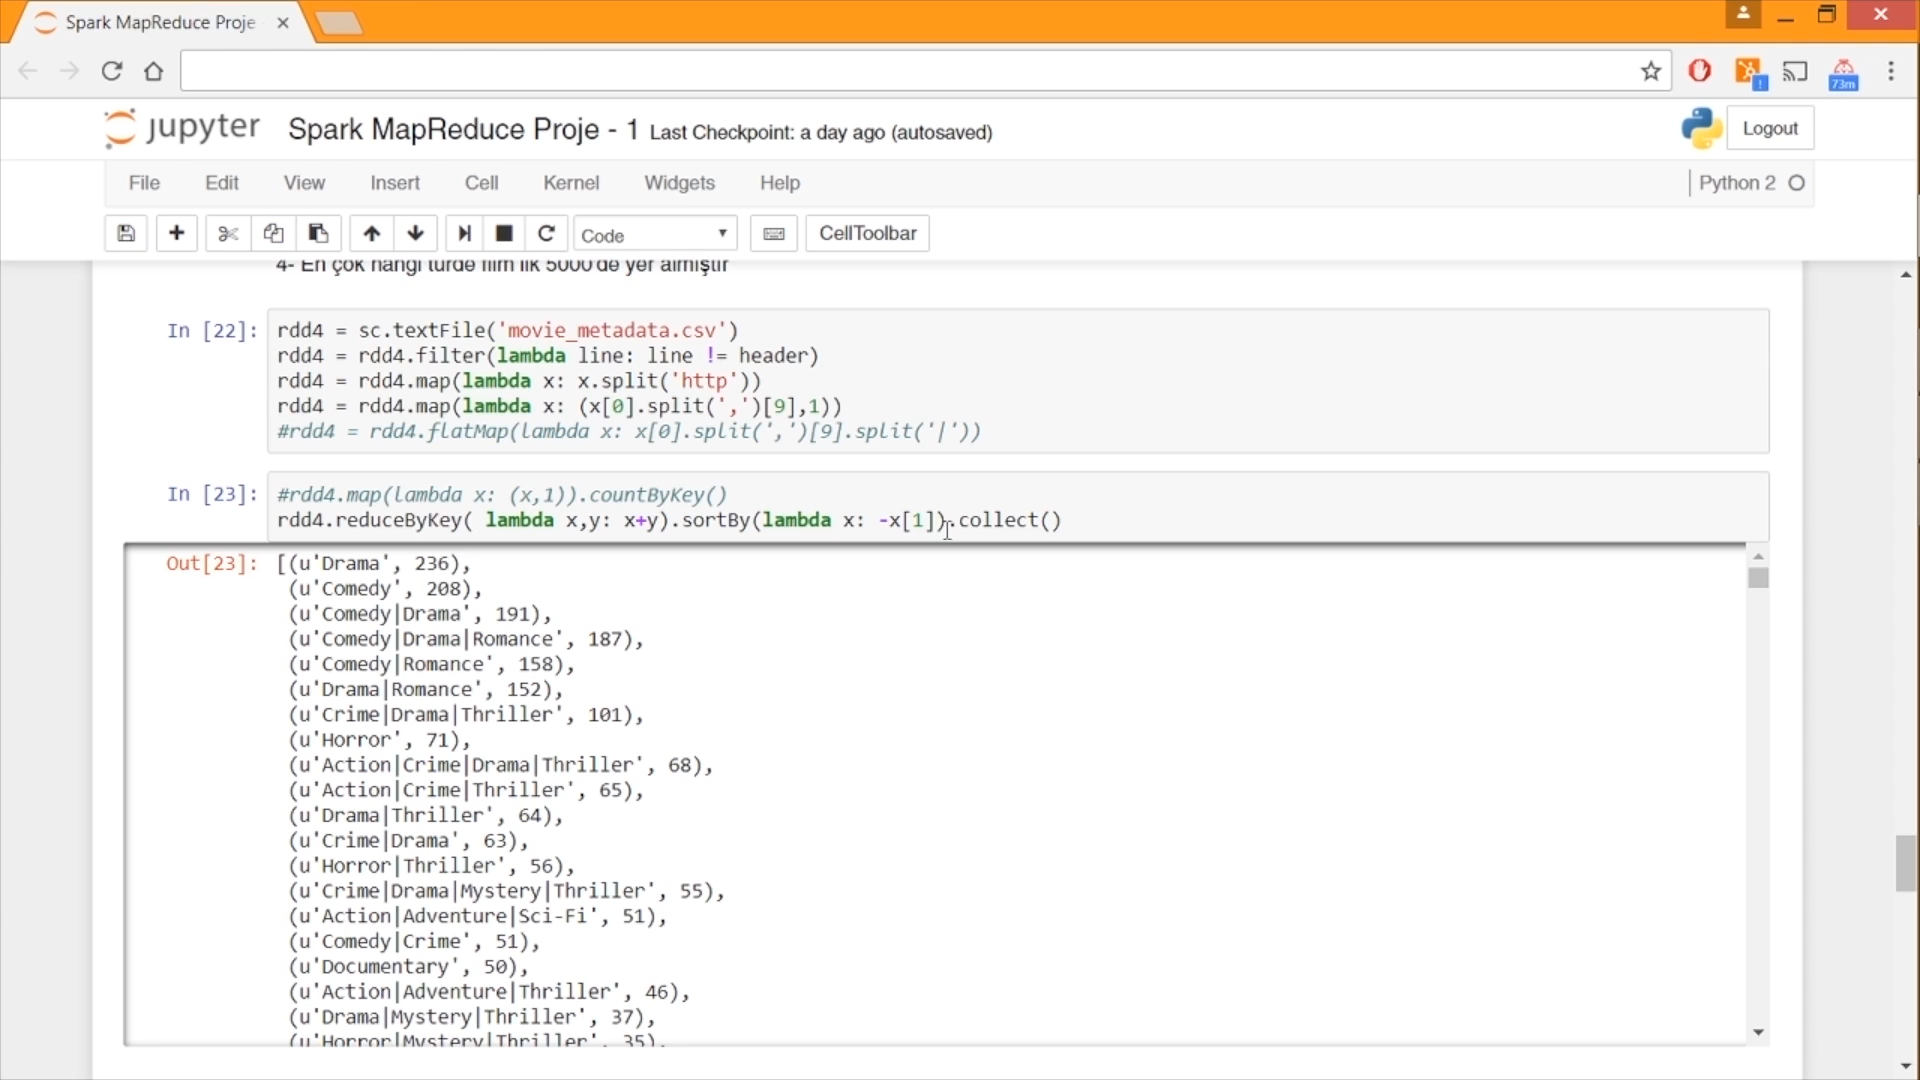 Spark MapReduce Proje
73m
jupyter Spark MapReduce Proje - 1 Last Checkpoint: a day ago (autosaved)
Logout
File Edit View Insert Cell Kernel Widgets Help
Python 2
Code
CellToolbar
4- En çok hangi türde film ilk 5000'de yer almıştır
In [22]:
rdd4 = sc.textFile('movie_metadata.csv')
rdd4 = rdd4.filter(lambda line: line != header)
rdd4 = rdd4.map(lambda x: x.split('http'))
rdd4 = rdd4.map(lambda x: (x[0].split(',')[9],1))
#rdd4 = rdd4.flatMap(lambda x: x[0].split(',')[9].split('|'))
In [23]:
#rdd4.map(lambda x: (x,1)).countByKey()
rdd4.reduceByKey( lambda x,y: x+y).sortBy(lambda x: -x[1]).collect()
Out[23]:
[(u'Drama', 236),
(u'Comedy', 208),
(u'Comedy|Drama', 191),
(u'Comedy|Drama|Romance', 187),
(u'Comedy|Romance', 158),
(u'Drama|Romance', 152),
(u'Crime|Drama|Thriller', 101),
(u'Horror', 71),
(u'Action|Crime|Drama|Thriller', 68),
(u'Action|Crime|Thriller', 65),
(u'Drama|Thriller', 64),
(u'Crime|Drama', 63),
(u'Horror|Thriller', 56),
(u'Crime|Drama|Mystery|Thriller', 55),
(u'Action|Adventure|Sci-Fi', 51),
(u'Comedy|Crime', 51),
(u'Documentary', 50),
(u'Action|Adventure|Thriller', 46),
(u'Drama|Mystery|Thriller', 37),
(u'Horror|Mystery|Thriller', 35),